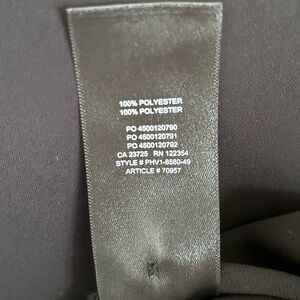 100% POLYESTER
100% POLYESTER
PO 4500120790
PO 4500120791
PO 4500120792
CA 23725 RN 122354
STYLE # PHV1-8580-49
ARTICLE # 70957